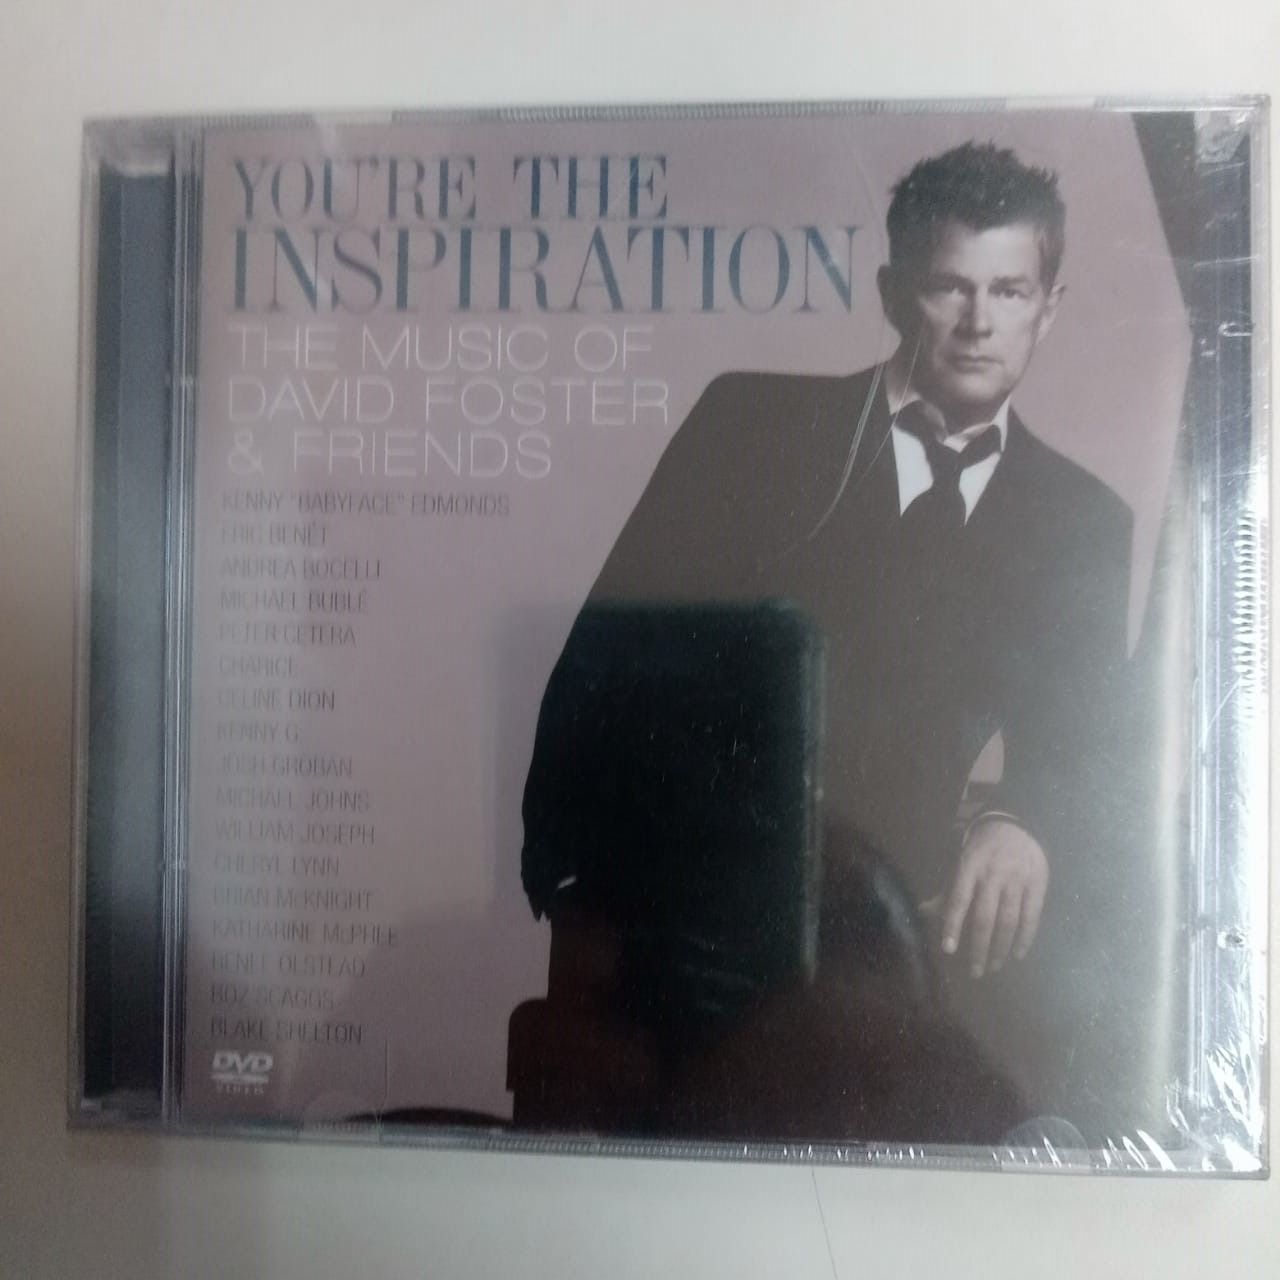 YOU'RE THE
INSPIRATION
THE MUSIC OF
DAVID FOSTER
& FRIENDS
KENNY "BABYFACE" EDMONDS
ERIC BENÉT
ANDREA BOCELLI
MICHAEL BUBLÉ
PETER CETERA
CHARICE
CELINE DION
KENNY G
JOSH GROBAN
MICHAEL JOHNS
WILLIAM JOSEPH
CHERYL LYNN
BRIAN McKNIGHT
KATHARINE McPHEE
RENEE OLSTEAD
BOZ SCAGGS
BLAKE SHELTON
DVD
VIDEO